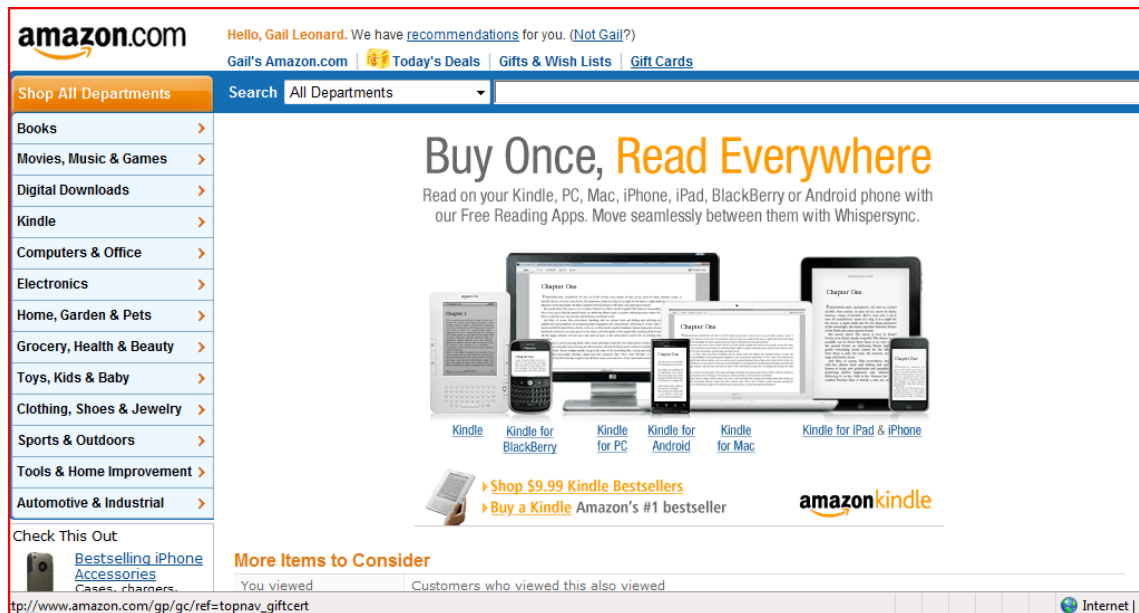 amazon.com
Hello, Gail Leonard. We have recommendations for you. (Not Gail?)
Gail's Amazon.com | Today's Deals | Gifts & Wish Lists | Gift Cards
Shop All Departments
Search All Departments
Books
Movies, Music & Games
Digital Downloads
Kindle
Computers & Office
Electronics
Home, Garden & Pets
Grocery, Health & Beauty
Toys, Kids & Baby
Clothing, Shoes & Jewelry
Sports & Outdoors
Tools & Home Improvement
Automotive & Industrial
Check This Out
Bestselling iPhone
Accessories
Cases, chargers,
Buy Once, Read Everywhere
Read on your Kindle, PC, Mac, iPhone, iPad, BlackBerry or Android phone with
our Free Reading Apps. Move seamlessly between them with Whispersync.
Chapter 1
Chapter One
Chapter One
Chapter One
Chapter One
Kindle
Kindle for
BlackBerry
Kindle
for PC
Kindle for
Android
Kindle
for Mac
Kindle for iPad & iPhone
Shop $9.99 Kindle Bestsellers
Buy a Kindle Amazon's #1 bestseller
amazonkindle
More Items to Consider
You viewed
Customers who viewed this also viewed
tp://www.amazon.com/gp/gc/ref=topnav_giftcert
Internet |